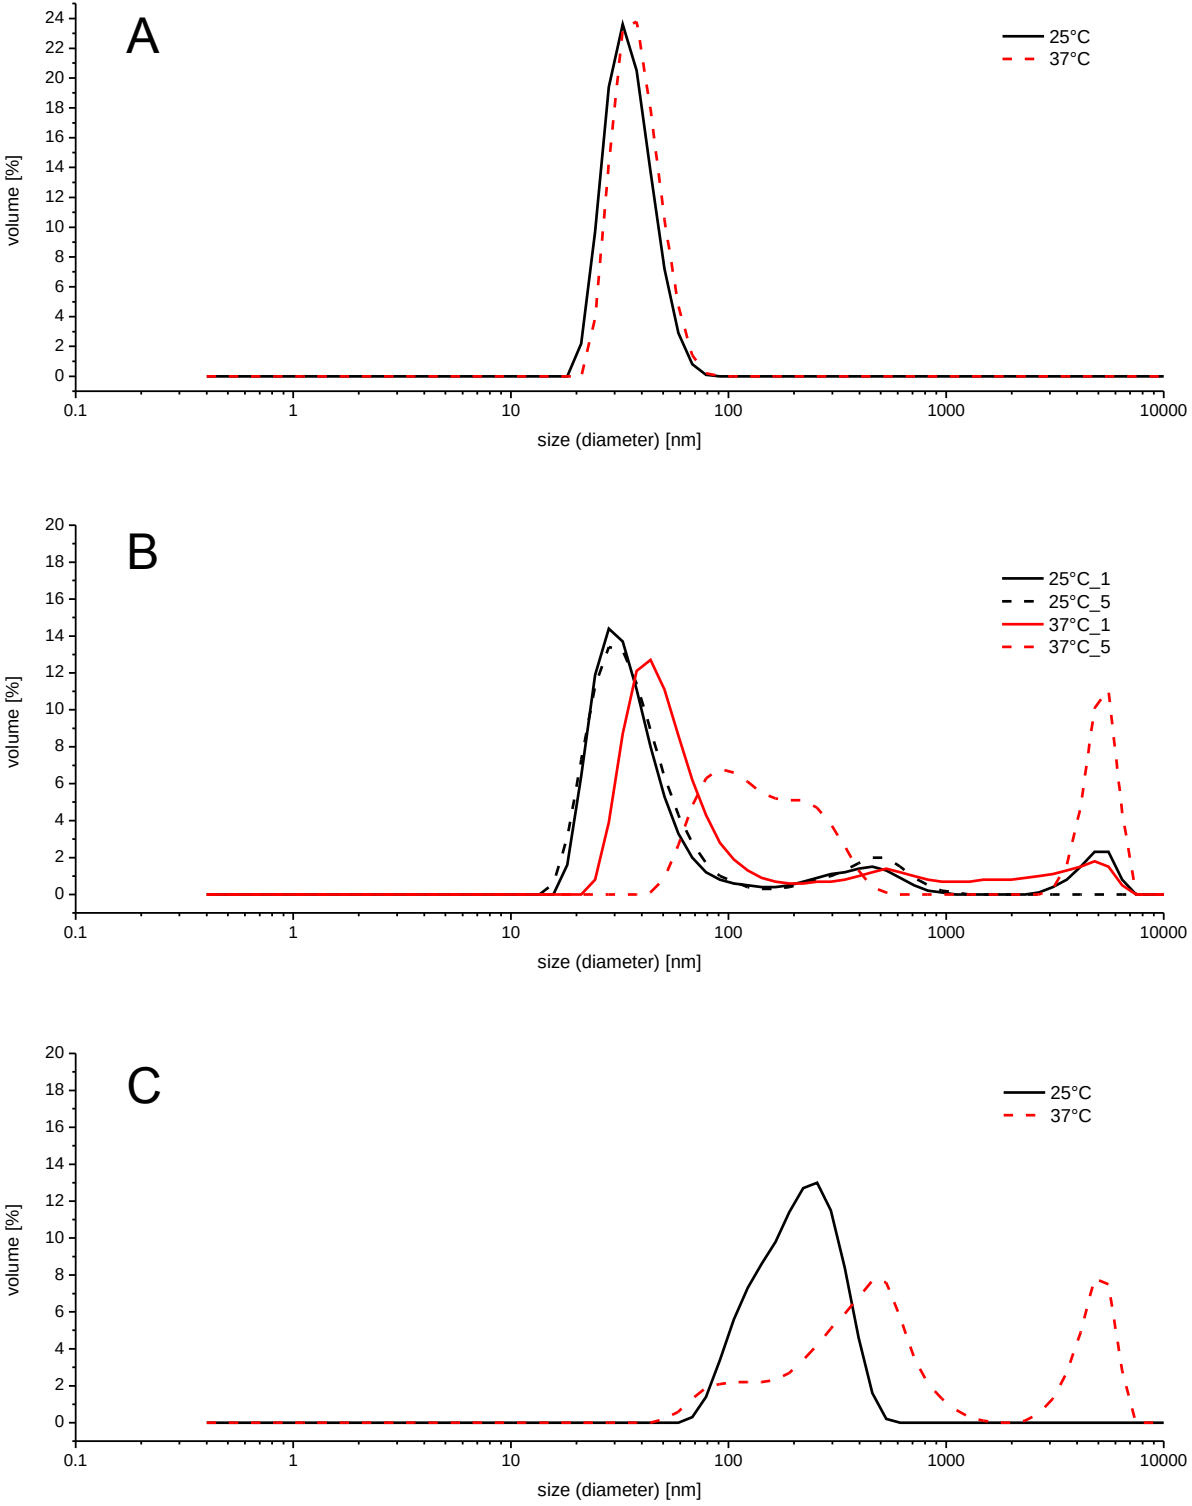 A
25°C
37°C
24
22
20
18
16
14
12
10
8
6
4
2
0
volume [%]
0.1 1 10 100 1000 10000
size (diameter) [nm]
B
25°C_1
25°C_5
37°C_1
37°C_5
20
18
16
14
12
10
8
6
4
2
0
volume [%]
0.1 1 10 100 1000 10000
size (diameter) [nm]
C
25°C
37°C
20
18
16
14
12
10
8
6
4
2
0
volume [%]
0.1 1 10 100 1000 10000
size (diameter) [nm]